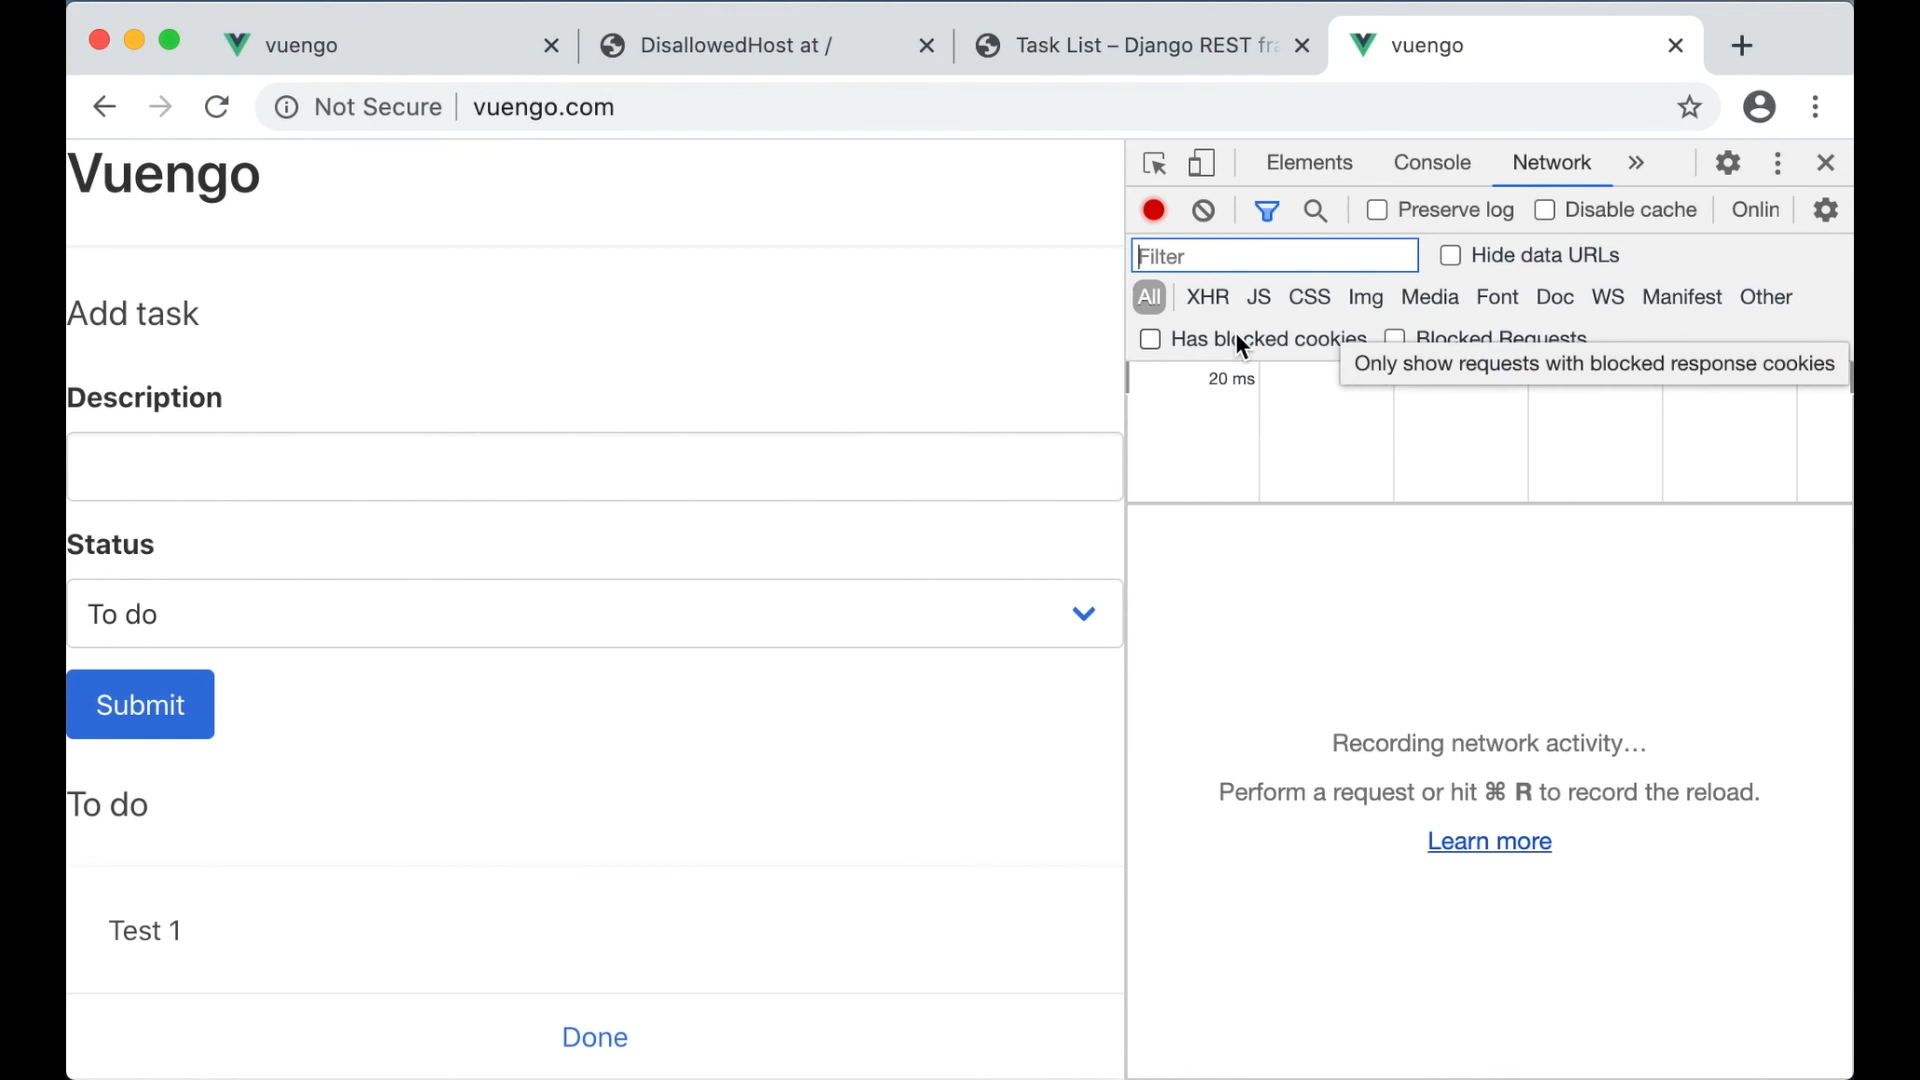 vuengo
DisallowedHost at /
Task List – Django REST fra
vuengo
Not Secure
vuengo.com
Vuengo
Add task
Description
Status
To do
Submit
To do
Test 1
Done
Elements Console Network »
Preserve log Disable cache Onlin
Filter Hide data URLs
All XHR JS CSS Img Media Font Doc WS Manifest Other
Has blocked cookies Blocked Requests
Only show requests with blocked response cookies
20 ms
Recording network activity…
Perform a request or hit ⌘ R to record the reload.
Learn more